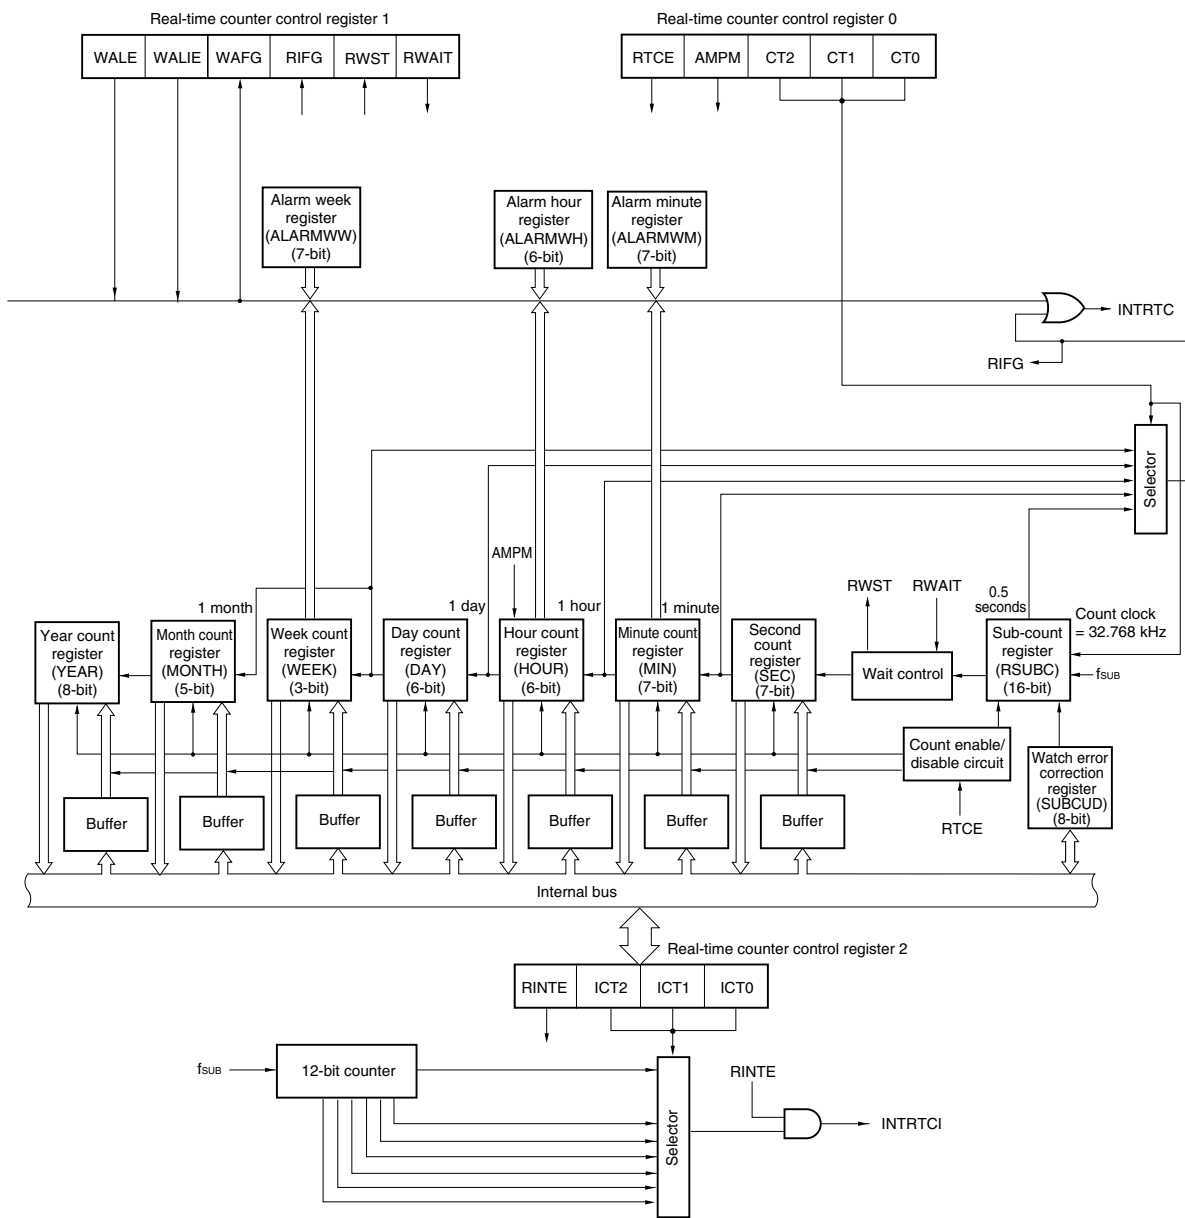 Real-time counter control register 1
Real-time counter control register 0
WALE WALIE WAFG RIFG RWST RWAIT
RTCE AMPM CT2 CT1 CT0
Alarm week
register
(ALARMWW)
(7-bit)
Alarm hour
register
(ALARMWH)
(6-bit)
Alarm minute
register
(ALARMWM)
(7-bit)
INTRTC
RIFG
Selector
AMPM
RWST
RWAIT
0.5
seconds
Count clock
= 32.768 kHz
1 month
1 day
1 hour
1 minute
Year count
register
(YEAR)
(8-bit)
Month count
register
(MONTH)
(5-bit)
Week count
register
(WEEK)
(3-bit)
Day count
register
(DAY)
(6-bit)
Hour count
register
(HOUR)
(6-bit)
Minute count
register
(MIN)
(7-bit)
Second
count
register
(SEC)
(7-bit)
Wait control
Sub-count
register
(RSUBC)
(16-bit)
fSUB
Count enable/
disable circuit
Watch error
correction
register
(SUBCUD)
(8-bit)
RTCE
Buffer
Buffer
Buffer
Buffer
Buffer
Buffer
Buffer
Internal bus
Real-time counter control register 2
RINTE ICT2 ICT1 ICT0
fSUB
12-bit counter
Selector
RINTE
INTRTCI